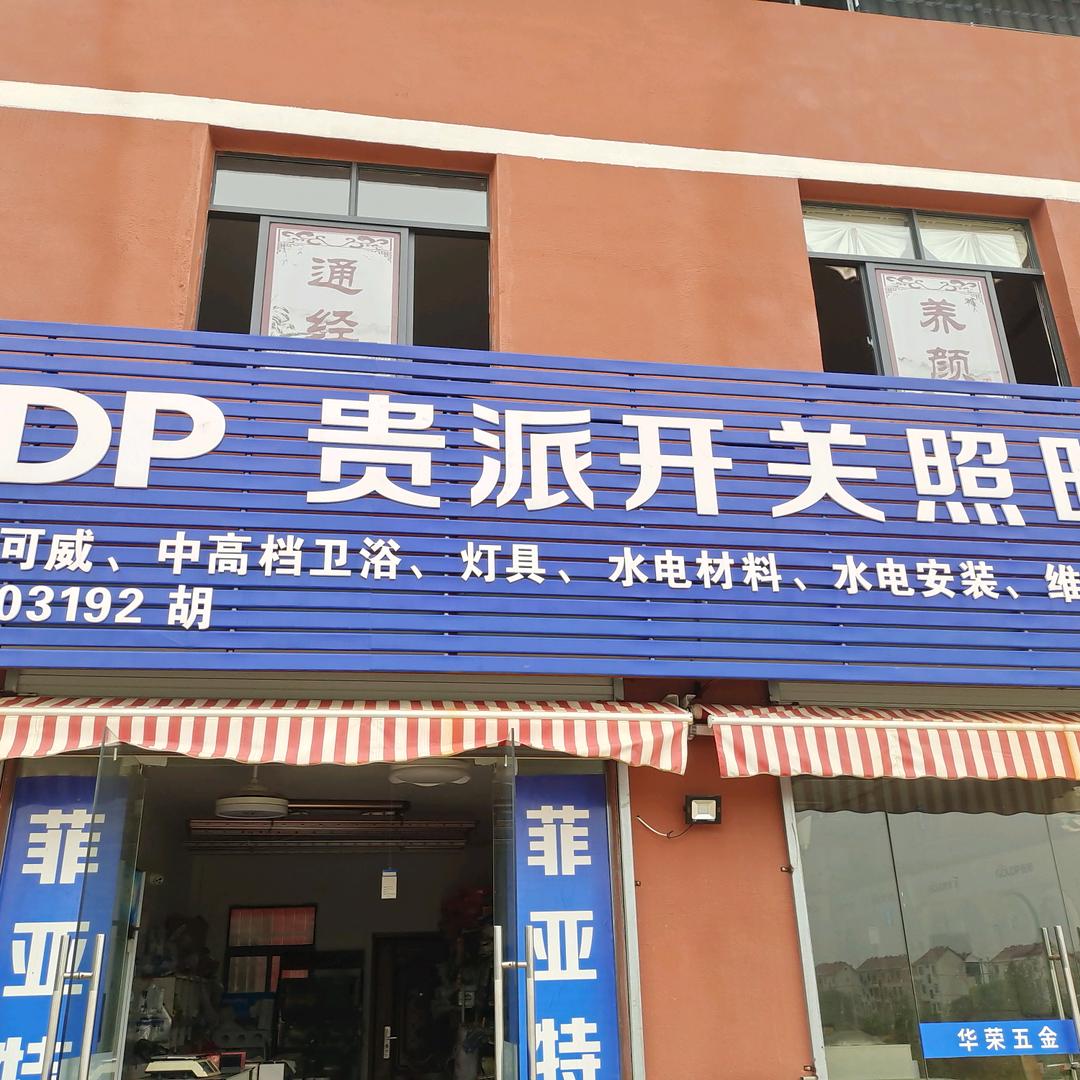 通经
养颜
DP 贵派开关照明
可威、中高档卫浴、灯具、水电材料、水电安装、维
03192 胡
菲亚特
菲亚特
华荣五金